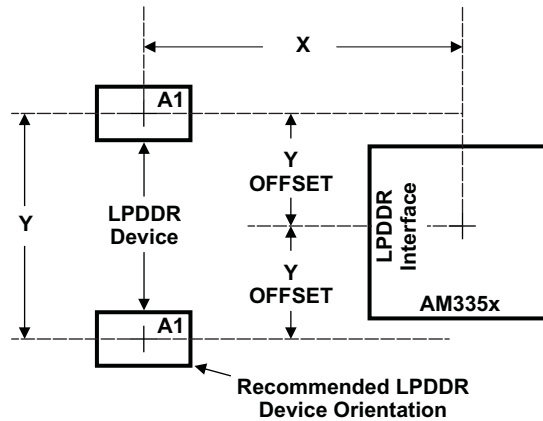 X
A1
Y
OFFSET
LPDDR
Interface
Y
LPDDR
Device
Y
OFFSET
AM335x
A1
Recommended LPDDR
Device Orientation